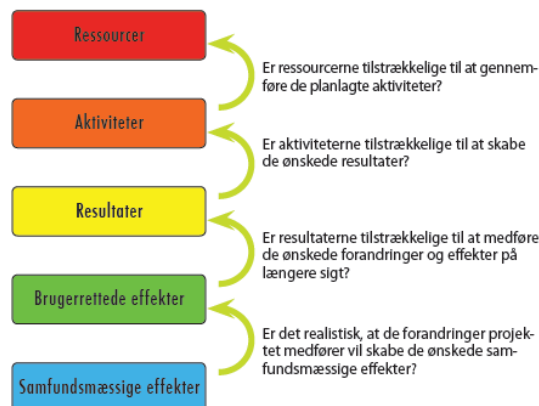 Ressourcer
Er ressourcerne tilstrækkelige til at gennem-
føre de planlagte aktiviteter?
Aktiviteter
Er aktiviteterne tilstrækkelige til at skabe
de ønskede resultater?
Resultater
Er resultaterne tilstrækkelige til at medføre
de ønskede forandringer og effekter på
længere sigt?
Brugerrettede effekter
Er det realistisk, at de forandringer projek-
tet medfører vil skabe de ønskede sam-
fundsmæssige effekter?
Samfundsmæssige effekter